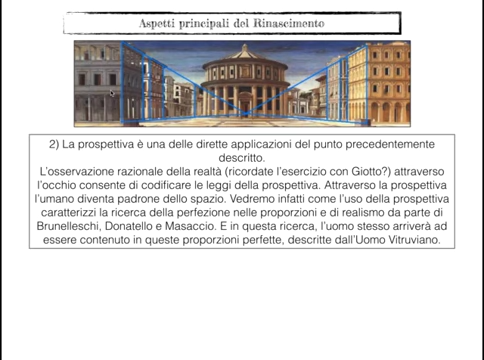 Aspetti principali del Rinascimento
2) La prospettiva è una delle dirette applicazioni del punto precedentemente
descritto.
L'osservazione razionale della realtà (ricordate l'esercizio con Giotto?) attraverso
l'occhio consente di codificare le leggi della prospettiva. Attraverso la prospettiva
l'umano diventa padrone dello spazio. Vedremo infatti come l'uso della prospettiva
caratterizzi la ricerca della perfezione nelle proporzioni e di realismo da parte di
Brunelleschi, Donatello e Masaccio. E in questa ricerca, l'uomo stesso arriverà ad
essere contenuto in queste proporzioni perfette, descritte dall'Uomo Vitruviano.